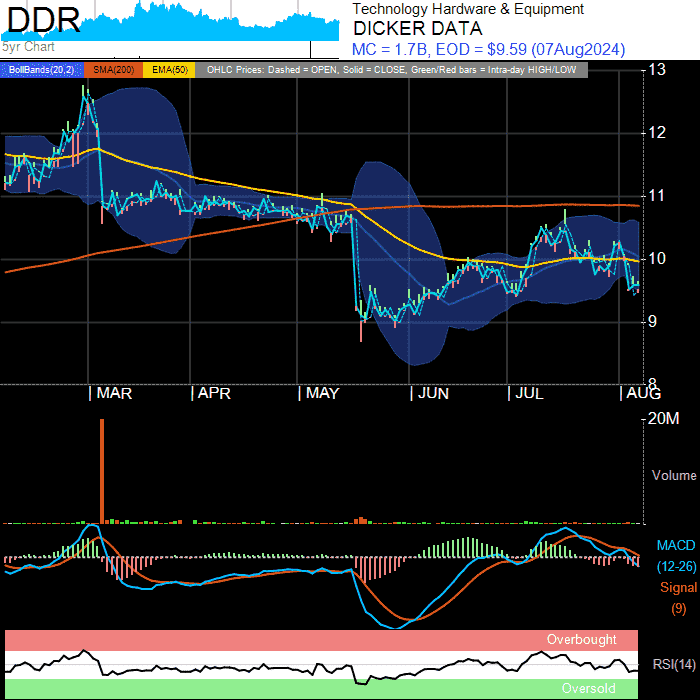 DDR
5yr Chart
Technology Hardware & Equipment
DICKER DATA
MC = 1.7B, EOD = $9.59 (07Aug2024)
BollBands(20,2) SMA(200) EMA(50) OHLC Prices: Dashed = OPEN, Solid = CLOSE, Green/Red bars = Intra-day HIGH/LOW
13
12
11
10
9
8
| MAR | APR | MAY | JUN | JUL | AUG
20M
Volume
MACD
(12-26)
Signal
(9)
Overbought
RSI(14)
Oversold